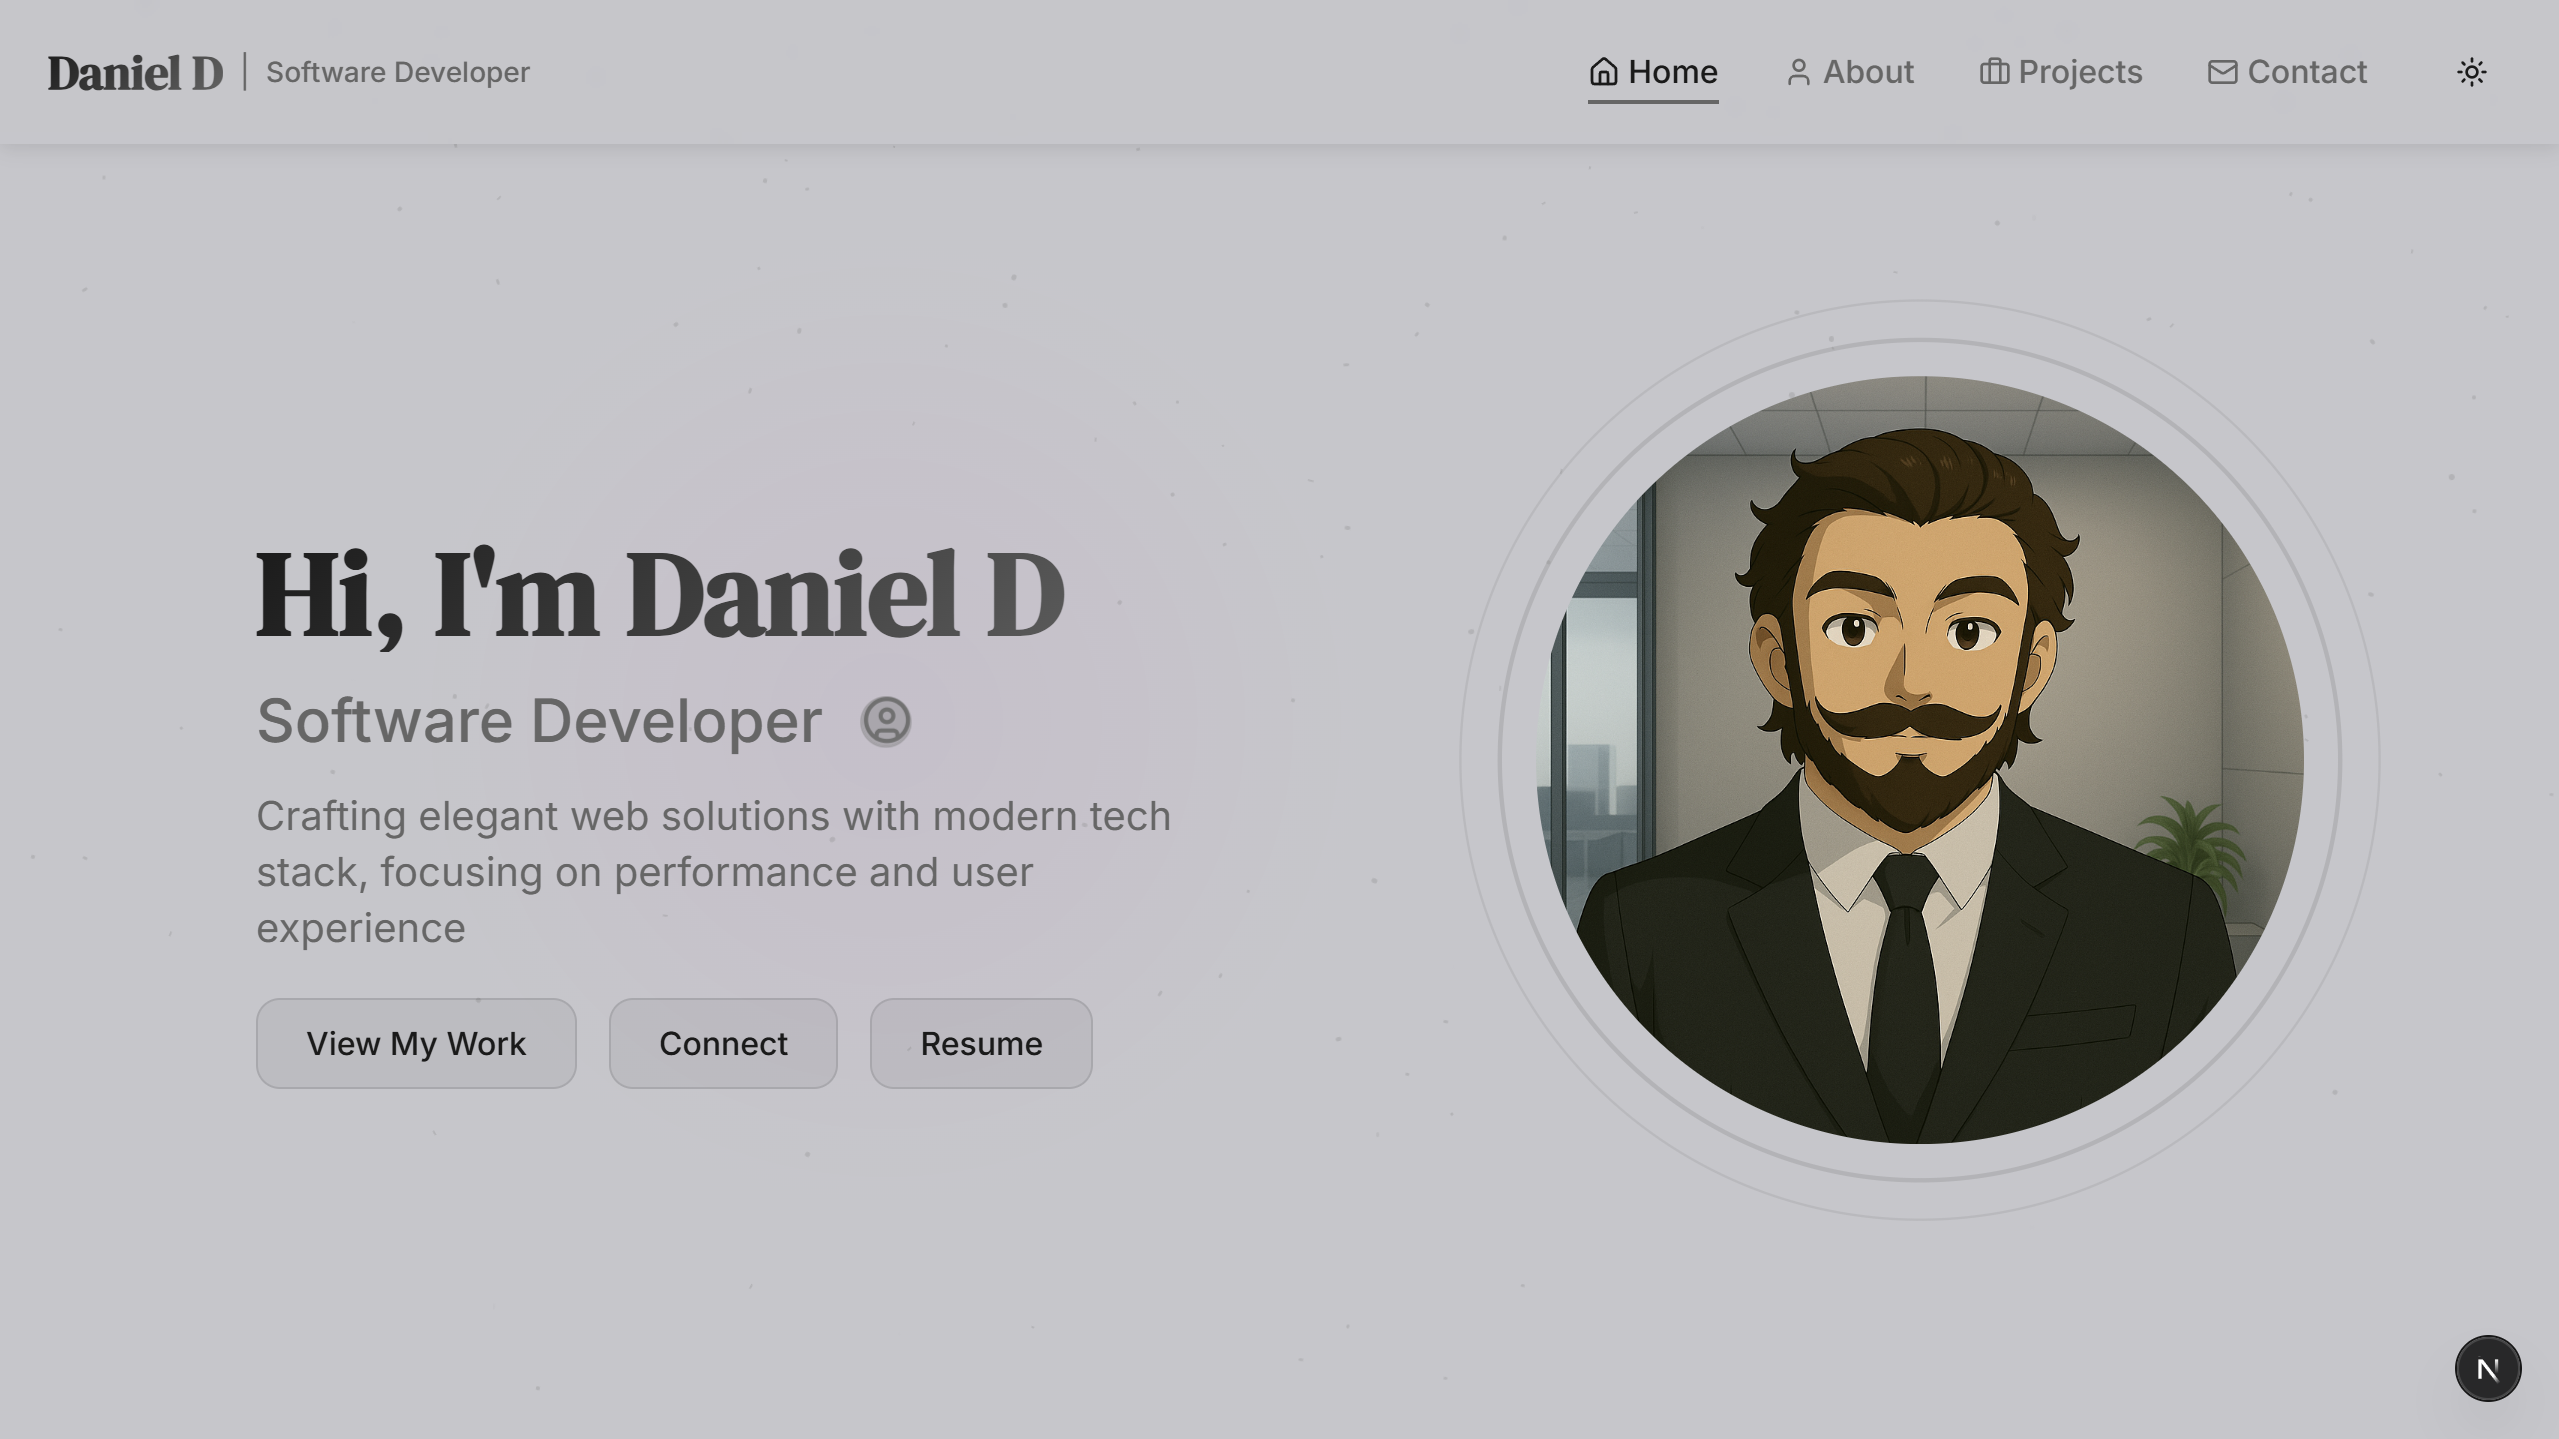 Daniel D | Software Developer
Home
About
Projects
Contact
Hi, I'm Daniel D
Software Developer
Crafting elegant web solutions with modern tech
stack, focusing on performance and user
experience
View My Work
Connect
Resume
N